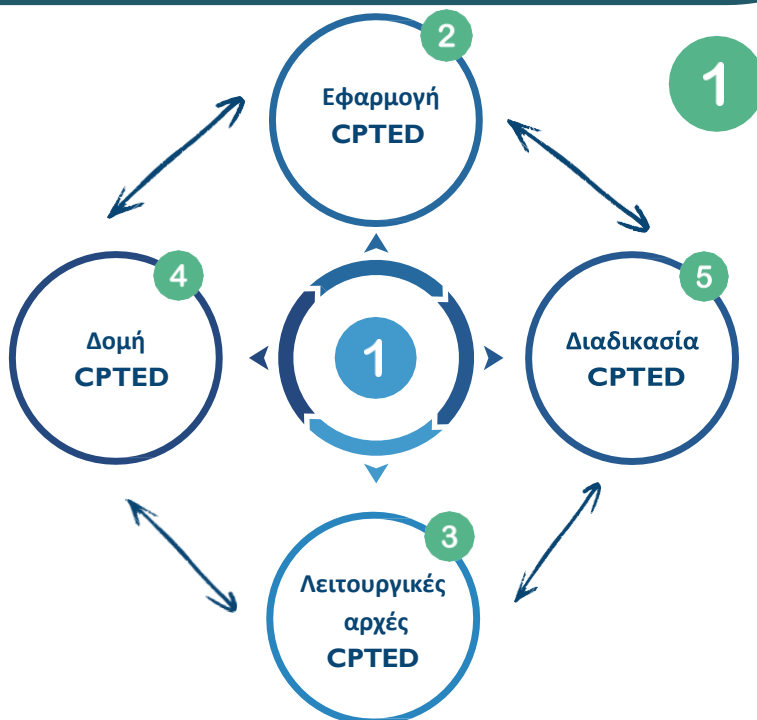 2
Εφαρμογή
CPTED
1
4
Δομή
CPTED
1
5
Διαδικασία
CPTED
3
Λειτουργικές
αρχές
CPTED